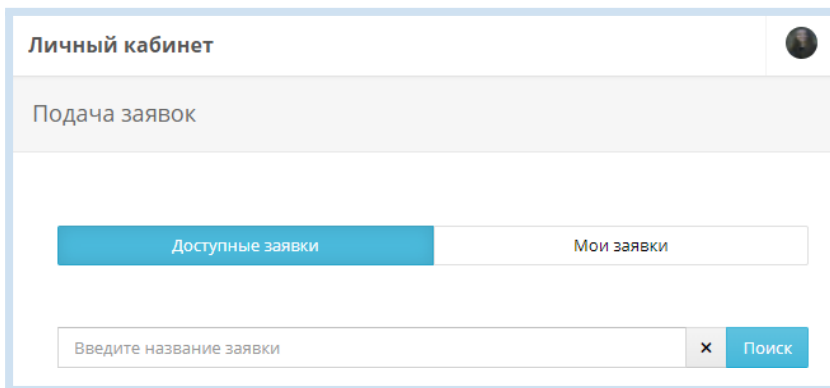 Личный кабинет
Подача заявок
Доступные заявки
Мои заявки
Введите название заявки
× Поиск